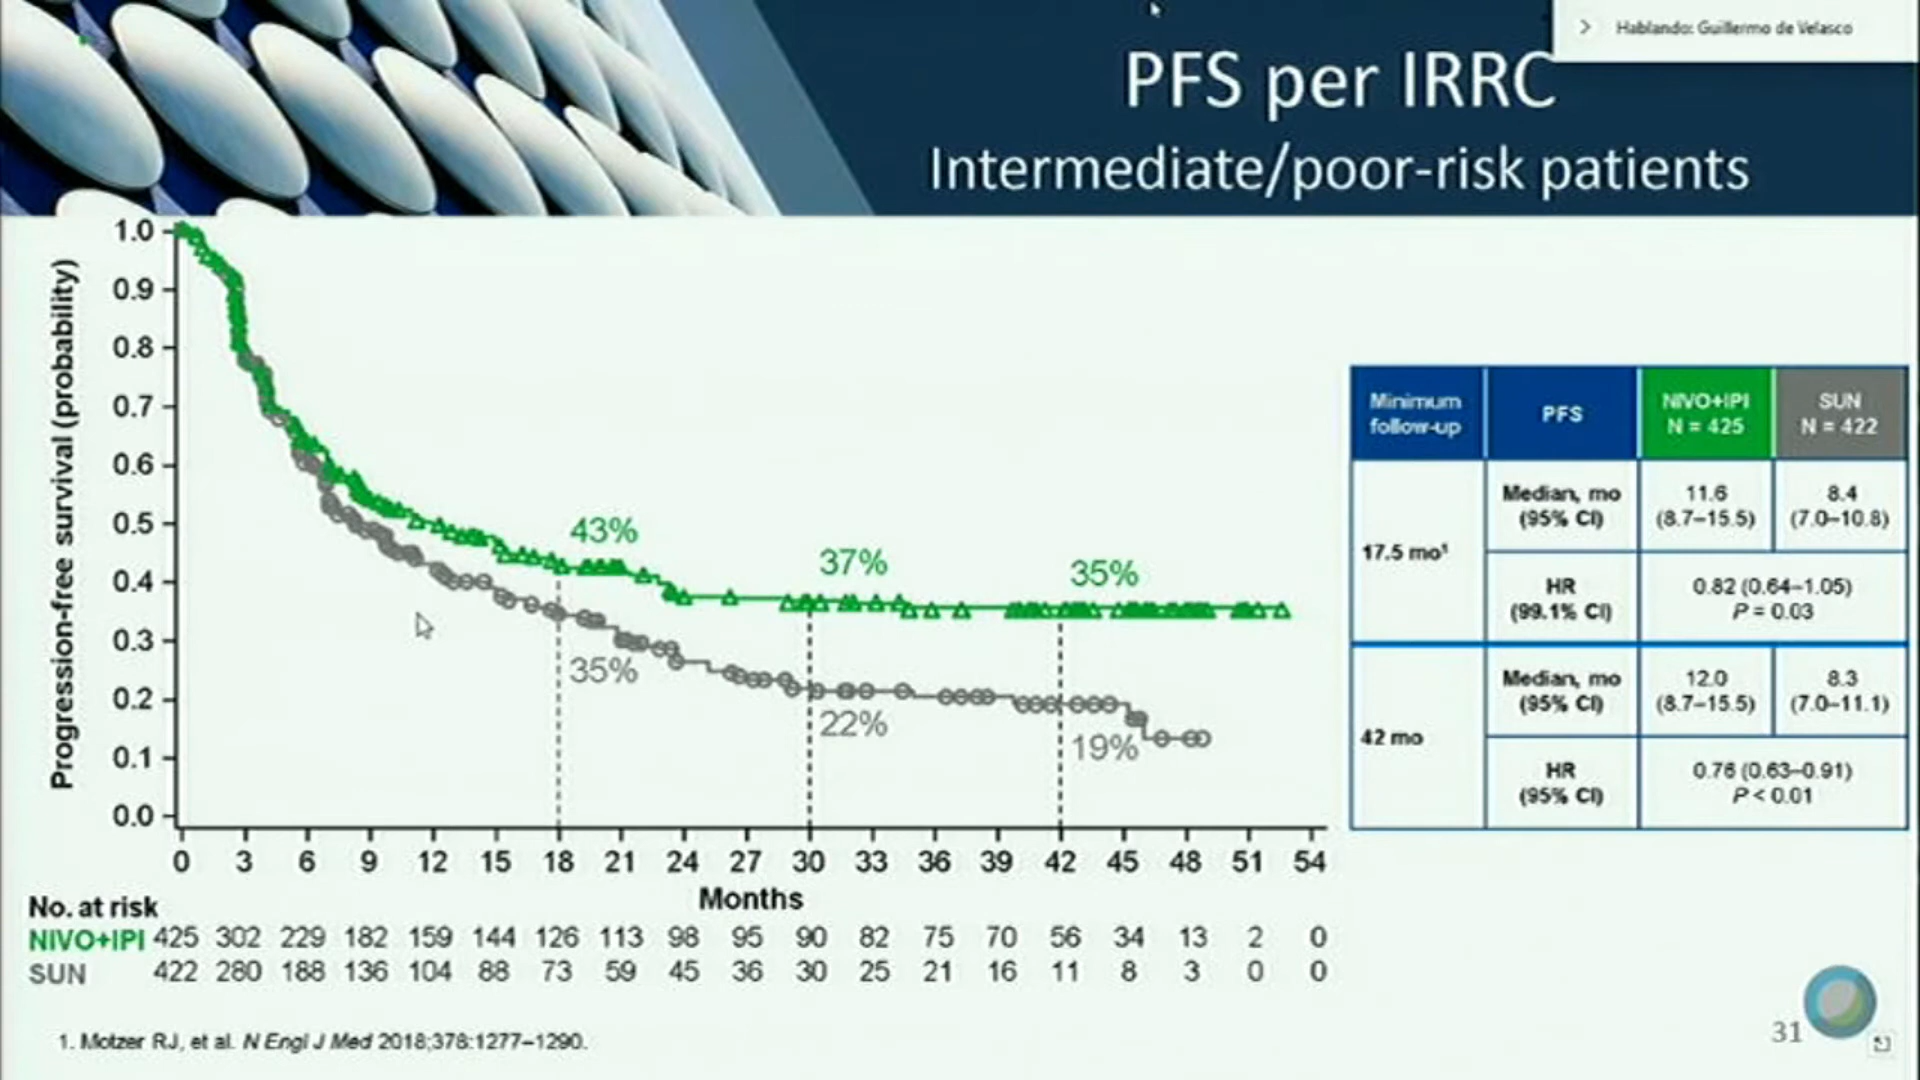 Hablando: Guillermo de Velasco
PFS per IRRC
Intermediate/poor-risk patients
Progression-free survival (probability)
1.0
0.9
0.8
0.7
0.6
0.5
0.4
0.3
0.2
0.1
0.0
43%
37%
35%
35%
22%
19%
0 3 6 9 12 15 18 21 24 27 30 33 36 39 42 45 48 51 54
Months
No. at risk
NIVO+IPI 425 302 229 182 159 144 126 113 98 95 90 82 75 70 56 34 13 2 0
SUN 422 280 188 136 104 88 73 59 45 36 30 25 21 16 11 8 3 0 0
Minimum follow-up PFS NIVO+IPI N = 425 SUN N = 422
17.5 mo¹
Median, mo (95% CI) 11.6 (8.7–15.5) 8.4 (7.0–10.8)
HR (99.1% CI) 0.82 (0.64–1.05) P = 0.03
42 mo
Median, mo (95% CI) 12.0 (8.7–15.5) 8.3 (7.0–11.1)
HR (95% CI) 0.76 (0.63–0.91) P < 0.01
1. Motzer RJ, et al. N Engl J Med 2018;378:1277–1290.
31